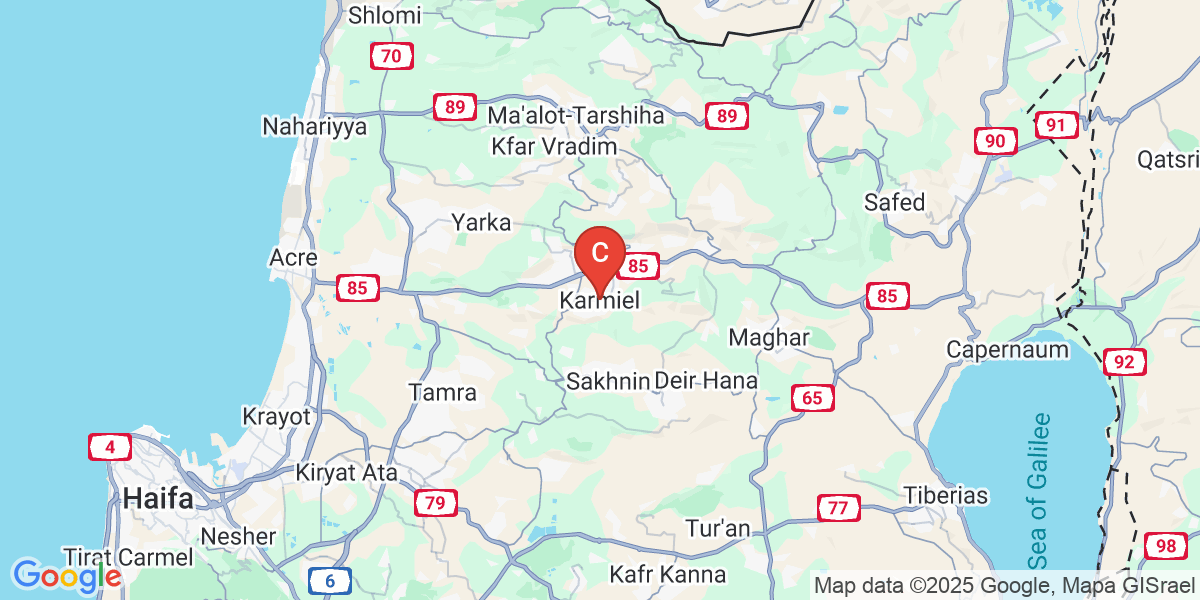 Shlomi
70
89
Ma'alot-Tarshiha
89
91
Nahariyya
90
Kfar Vradim
Qatsri
Safed
Yarka
C
Acre
85
85
85
Karmiel
Maghar
Capernaum
92
Sakhnin
Deir Hana
Tamra
65
Krayot
4
Sea of Galilee
Kiryat Ata
Haifa
79
Tiberias
77
Nesher
Tur'an
98
Tirat Carmel
Google
6
Kafr Kanna
Map data ©2025 Google, Mapa GISrael